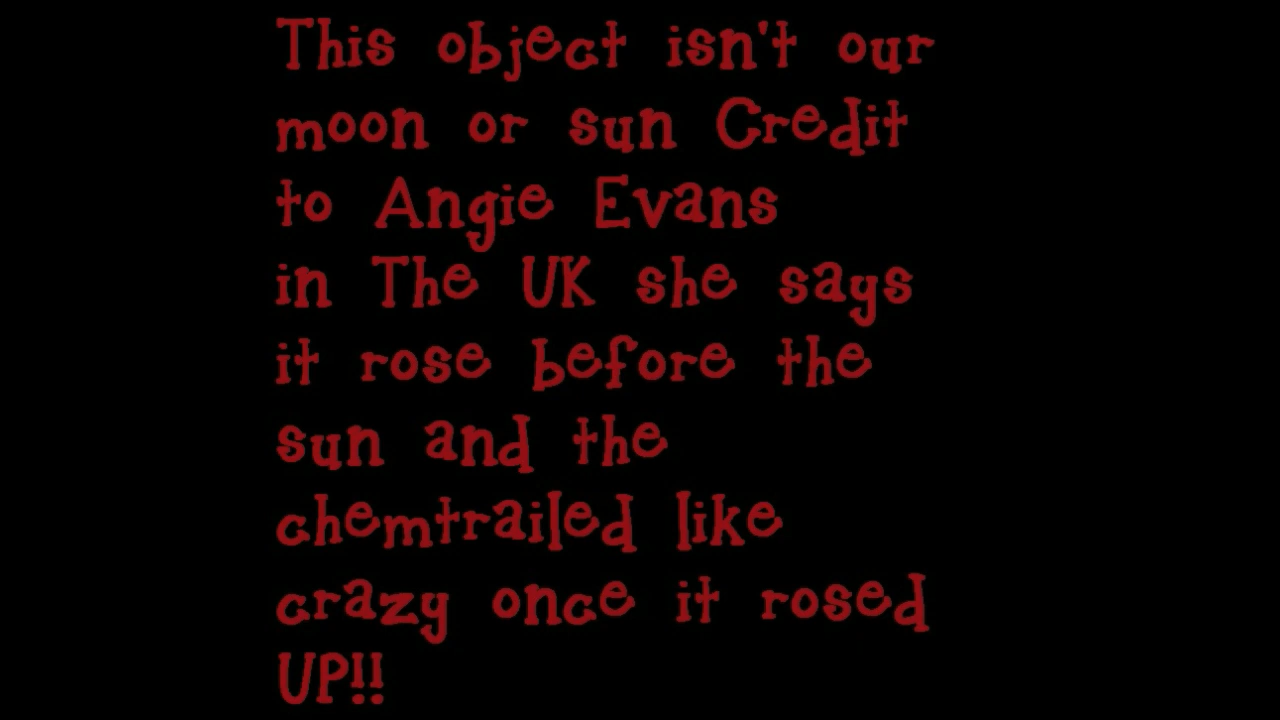 This object isn't our
moon or sun Credit
to Angie Evans
in The UK she says
it rose before the
sun and the
chemtrailed like
crazy once it rosed
UP!!